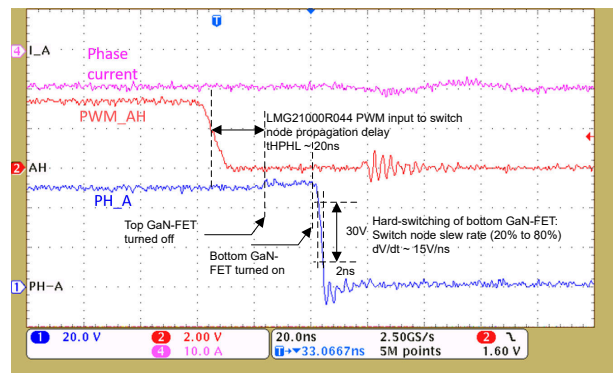 T
4 I_A
Phase
current
PWM_AH
LMG21000R044 PWM input to switch
node propagation delay
tHPHL ~ 20ns
2 AH
PH_A
Top GaN-FET
turned off
Bottom GaN-
FET turned on
30V
2ns
Hard-switching of bottom GaN-FET:
Switch node slew rate (20% to 80%)
dV/dt ~ 15V/ns
1 PH-A
1 20.0 V 2 2.00 V 20.0ns 2.50GS/s 2
4 10.0 A T→▼33.0667ns 5M points 1.60 V